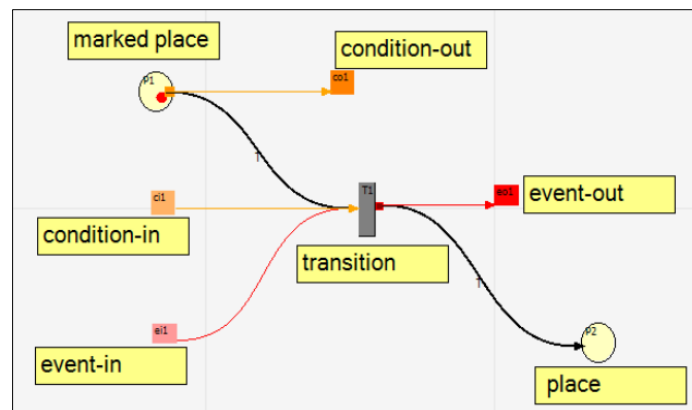 marked place
condition-out
P1
co1
1
ci1
T1
eo1
event-out
condition-in
transition
1
ei1
P2
event-in
place